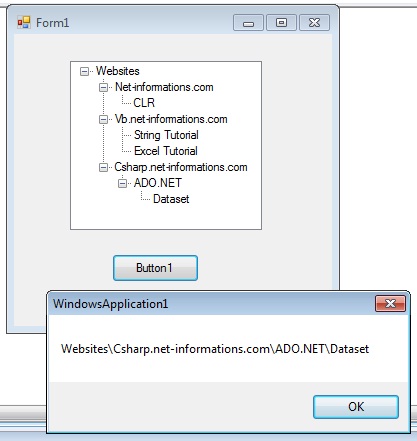 Form1
Websites
Net-informations.com
CLR
Vb.net-informations.com
String Tutorial
Excel Tutorial
Csharp.net-informations.com
ADO.NET
Dataset
Button1
WindowsApplication1
Websites\Csharp.net-informations.com\ADO.NET\Dataset
OK